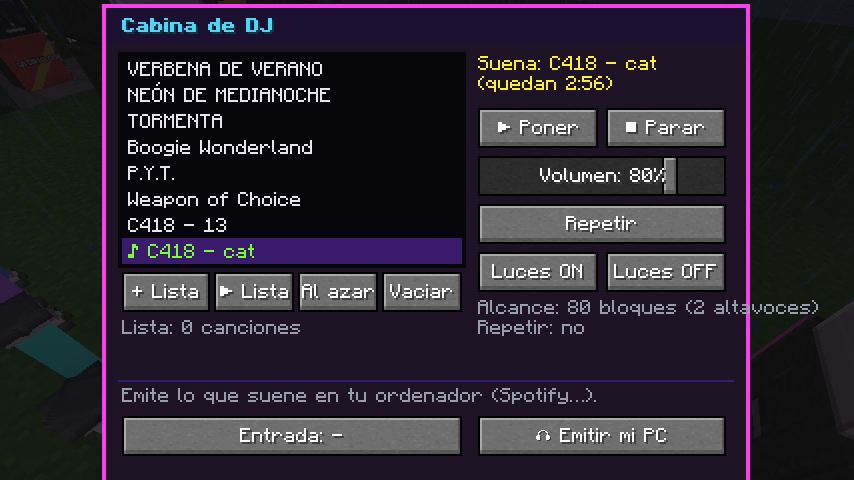 Cabina de DJ
VERBENA DE VERANO
NEÓN DE MEDIANOCHE
TORMENTA
Boogie Wonderland
P.Y.T.
Weapon of Choice
C418 - 13
♪ C418 - cat
+ Lista
► Lista
Al azar
Vaciar
Lista: 0 canciones
Suena: C418 - cat
(quedan 2:56)
► Poner
■ Parar
Volumen: 80%
Repetir
Luces ON
Luces OFF
Alcance: 80 bloques (2 altavoces)
Repetir: no
Emite lo que suene en tu ordenador (Spotify...).
Entrada: -
🎧 Emitir mi PC